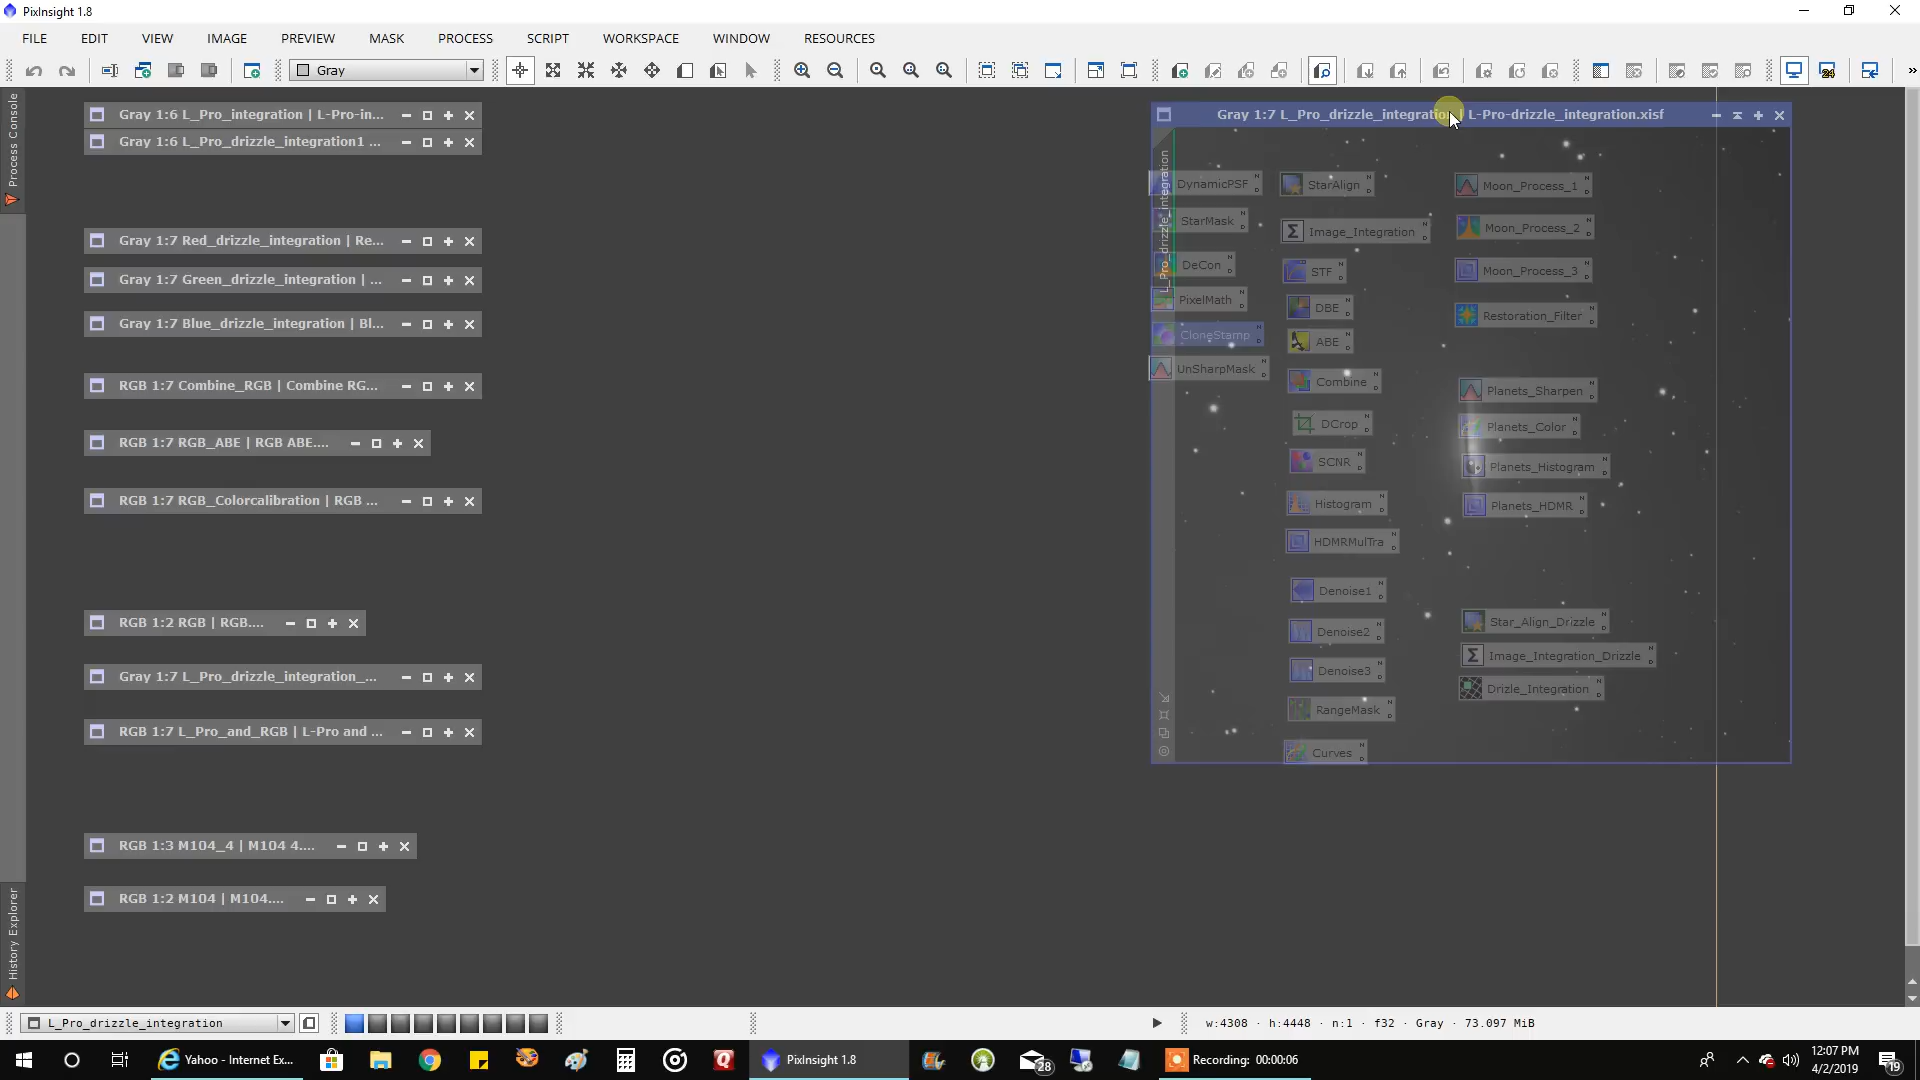 PixInsight 1.8
FILE EDIT VIEW IMAGE PREVIEW MASK PROCESS SCRIPT WORKSPACE WINDOW RESOURCES
Gray
24
Process Console
History Explorer
Gray 1:6 L_Pro_integration | L-Pro-in...
Gray 1:6 L_Pro_drizzle_integration1 ...
Gray 1:7 Red_drizzle_integration | Re...
Gray 1:7 Green_drizzle_integration | ...
Gray 1:7 Blue_drizzle_integration | Bl...
RGB 1:7 Combine_RGB | Combine RG...
RGB 1:7 RGB_ABE | RGB ABE....
RGB 1:7 RGB_Colorcalibration | RGB ...
RGB 1:2 RGB | RGB....
Gray 1:7 L_Pro_drizzle_integration_...
RGB 1:7 L_Pro_and_RGB | L-Pro and ...
RGB 1:3 M104_4 | M104 4....
RGB 1:2 M104 | M104....
Gray 1:7 L_Pro_drizzle_integration | L-Pro-drizzle_integration.xisf
L_Pro_drizzle_integration
DynamicPSF
StarMask
DeCon
PixelMath
CloneStamp
UnSharpMask
StarAlign
Image_Integration
STF
DBE
ABE
Combine
DCrop
SCNR
Histogram
HDMRMulTra
Denoise1
Denoise2
Denoise3
RangeMask
Curves
Moon_Process_1
Moon_Process_2
Moon_Process_3
Restoration_Filter
Planets_Sharpen
Planets_Color
Planets_Histogram
Planets_HDMR
Star_Align_Drizzle
Image_Integration_Drizzle
Drizle_Integration
L_Pro_drizzle_integration
w:4308 · h:4448 · n:1 · f32 · Gray · 73.097 MiB
Yahoo - Internet Ex...
PixInsight 1.8
28
Recording: 00:00:06
12:07 PM
4/2/2019
19